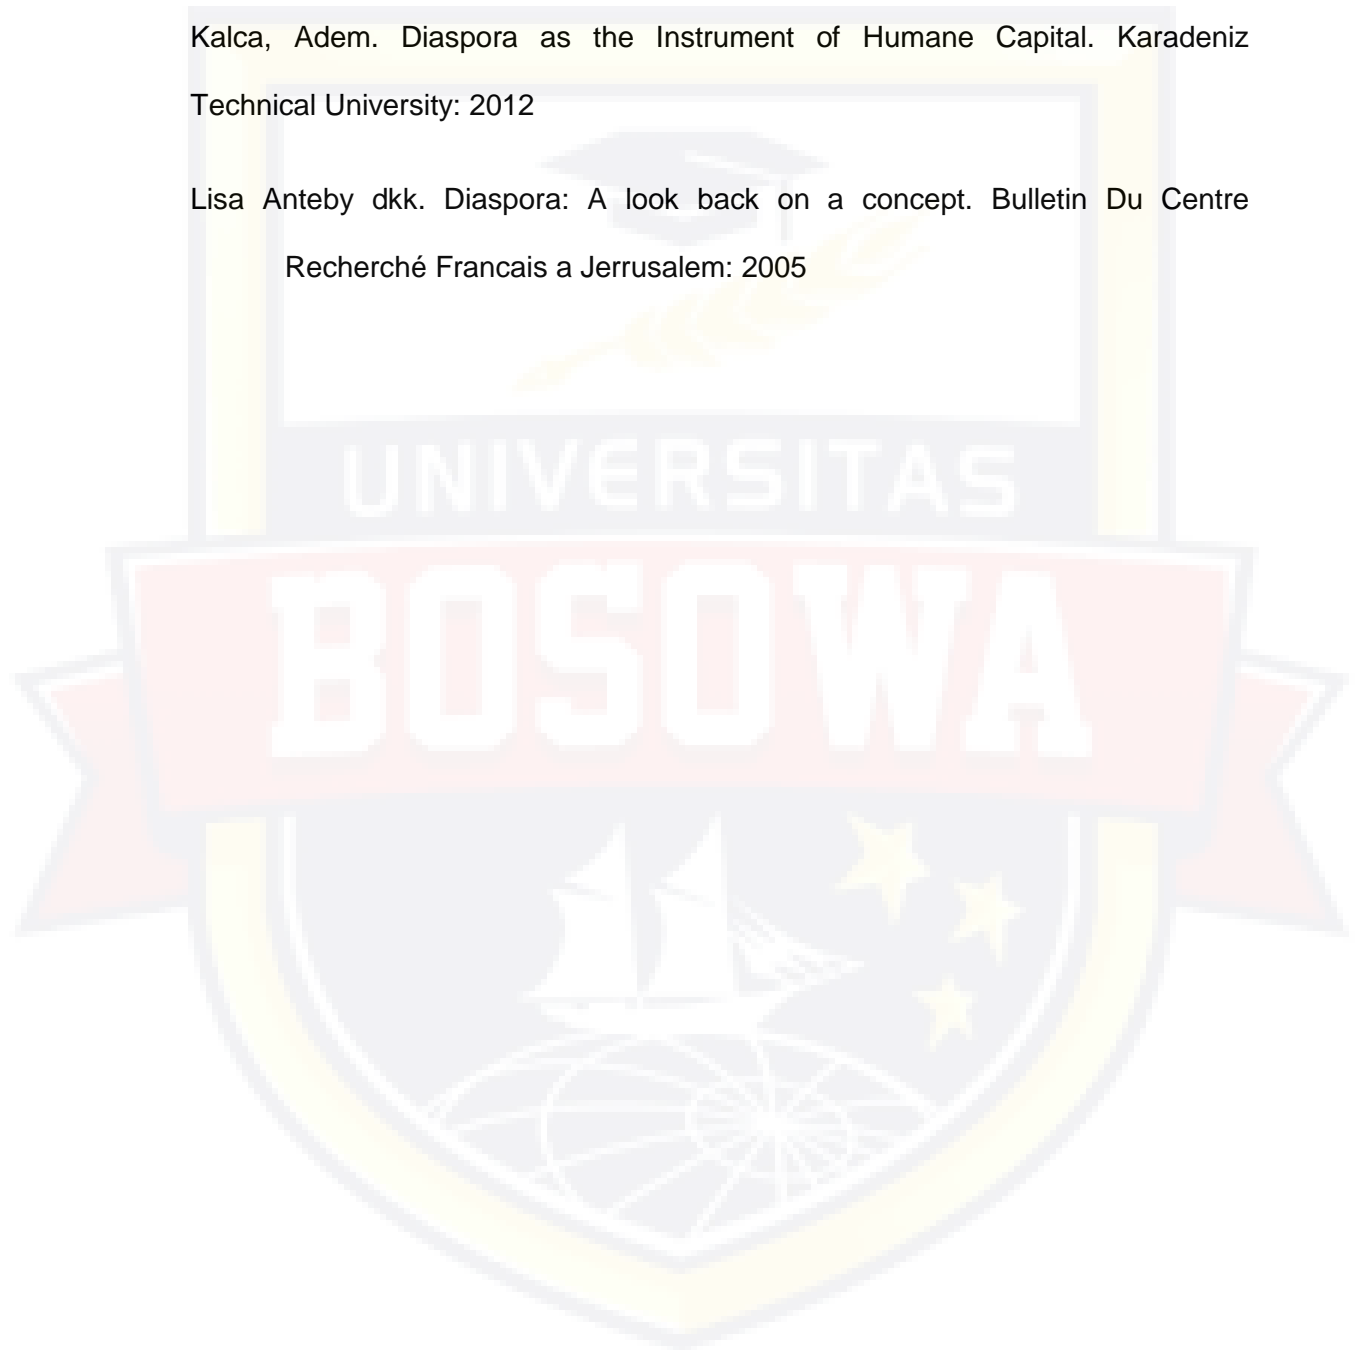 Kalca, Adem. Diaspora as the Instrument of Humane Capital. Karadeniz
Technical University: 2012
Lisa Anteby dkk. Diaspora: A look back on a concept. Bulletin Du Centre
Recherché Francais a Jerrusalem: 2005
UNIVERSITAS
BOSOWA